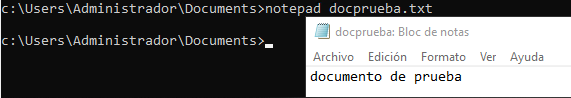 c:\Users\Administrador\Documents>notepad docprueba.txt
c:\Users\Administrador\Documents>
docprueba: Bloc de notas
Archivo Edición Formato Ver Ayuda
documento de prueba